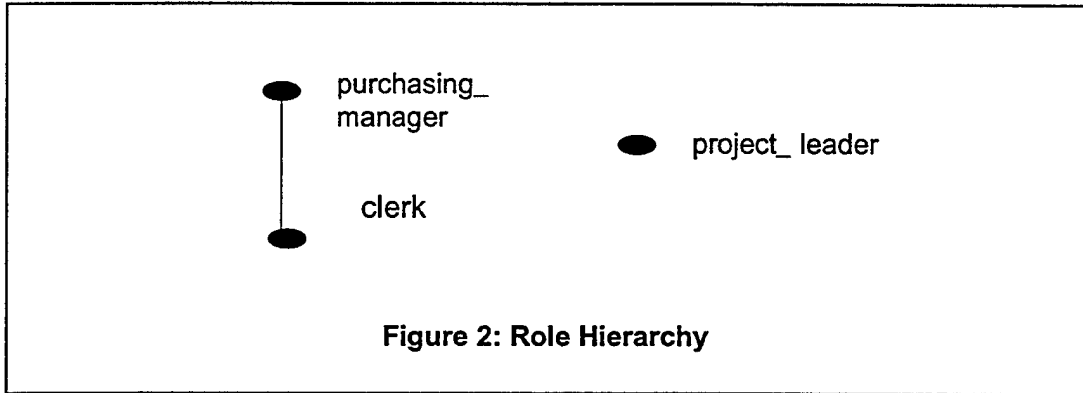 purchasing_
manager
project_ leader
clerk
Figure 2: Role Hierarchy